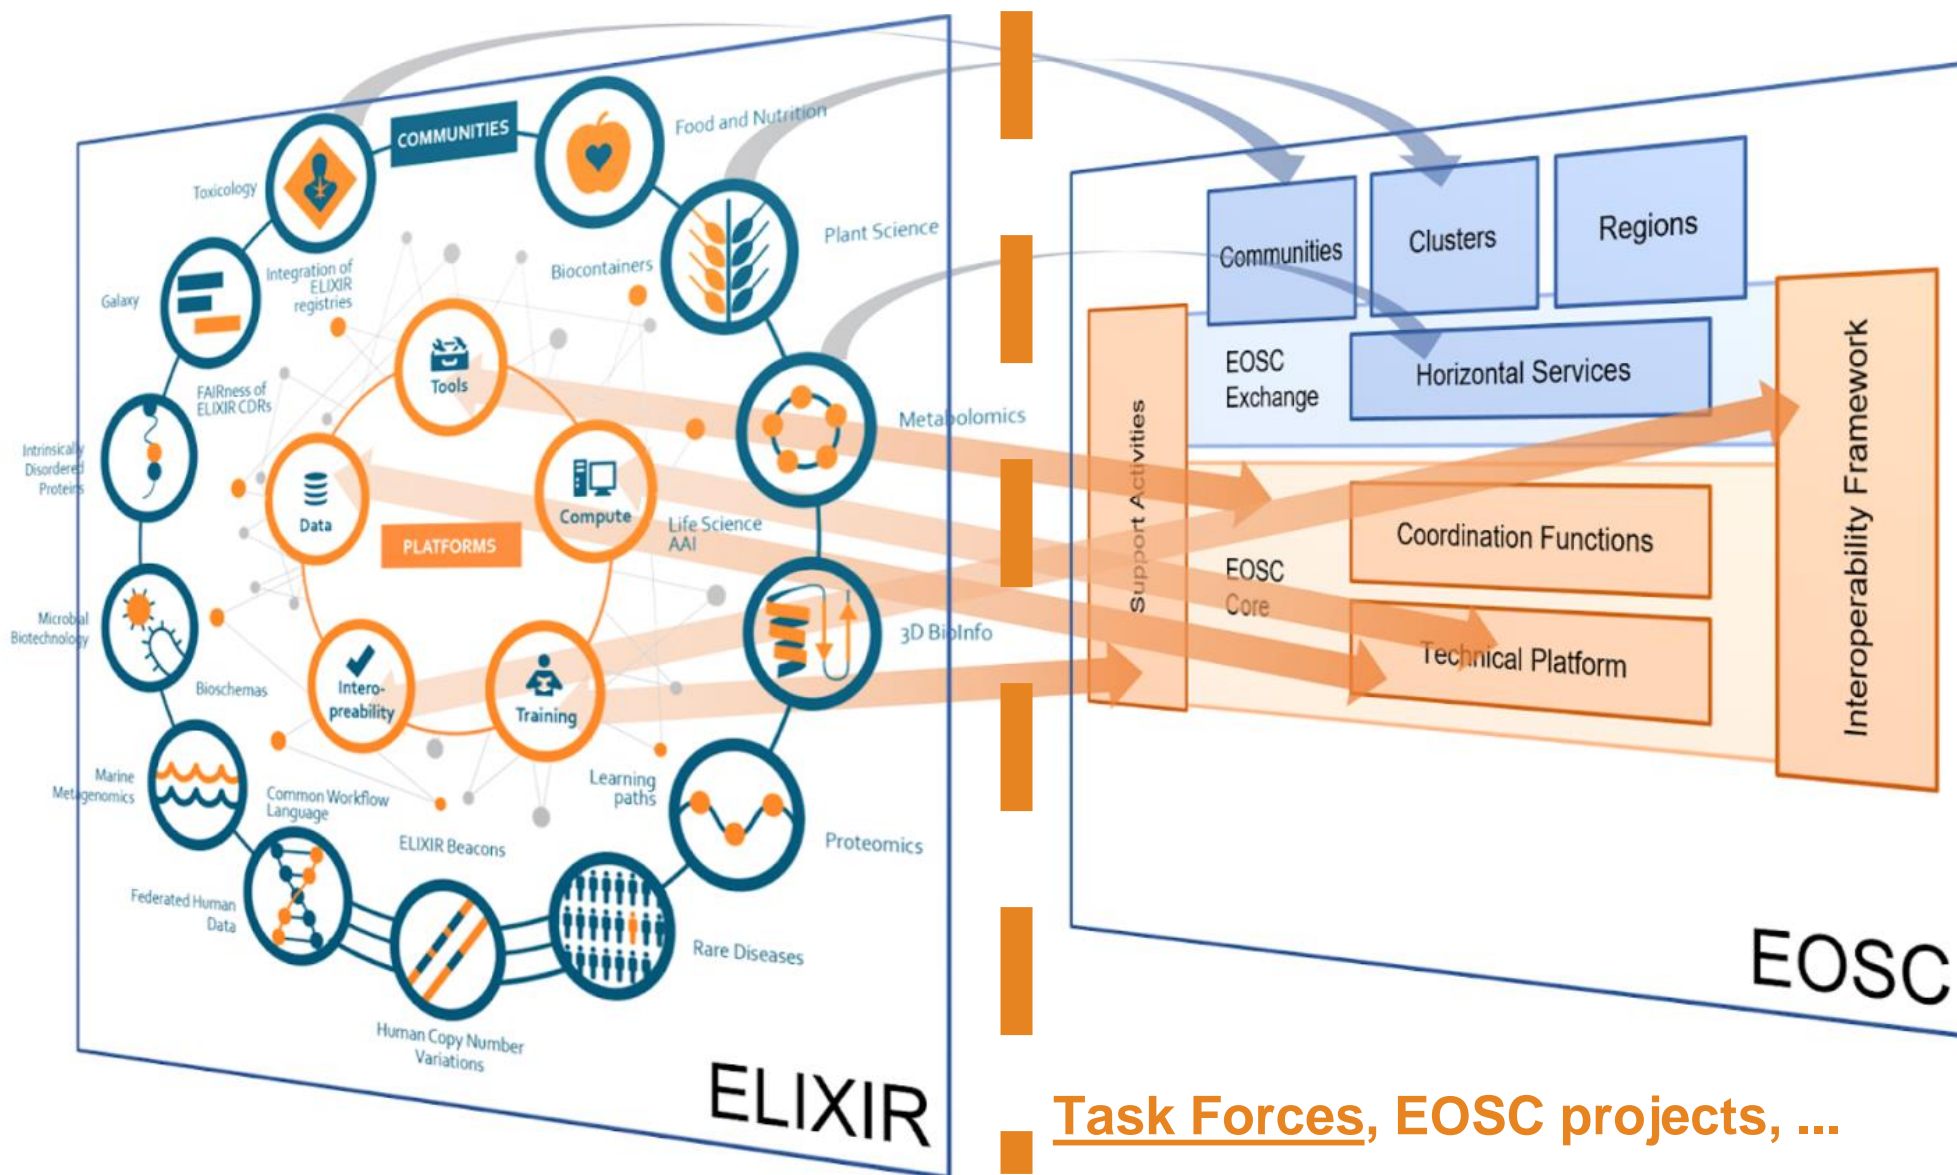 COMMUNITIES
Food and Nutrition
Toxicology
Plant Science
Integration of
ELIXIR
registries
Biocontainers
Galaxy
Tools
FAIRness of
ELIXIR CDRs
Metabolomics
Intrinsically
Disordered
Proteins
Data
Compute
Life Science
AAI
PLATFORMS
Microbial
Biotechnology
3D BioInfo
Bioschemas
Intero-
preability
Training
Marine
Metagenomics
Common Workflow
Language
Learning
paths
ELIXIR Beacons
Proteomics
Federated Human
Data
Rare Diseases
Human Copy Number
Variations
ELIXIR
Communities
Clusters
Regions
EOSC
Exchange
Horizontal Services
Support Activities
Interoperability Framework
EOSC
Core
Coordination Functions
Technical Platform
EOSC
Task Forces, EOSC projects, ...